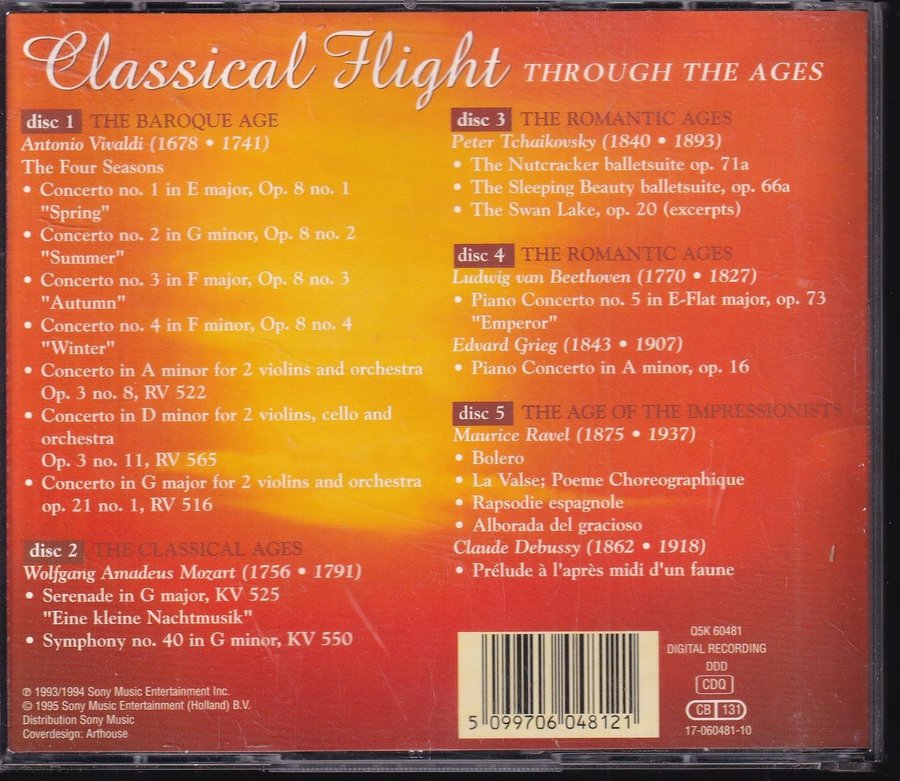 Classical Flight THROUGH THE AGES
disc 1 THE BAROQUE AGE
Antonio Vivaldi (1678 • 1741)
The Four Seasons
• Concerto no. 1 in E major, Op. 8 no. 1
"Spring"
• Concerto no. 2 in G minor, Op. 8 no. 2
"Summer"
• Concerto no. 3 in F major, Op. 8 no. 3
"Autumn"
• Concerto no. 4 in F minor, Op. 8 no. 4
"Winter"
• Concerto in A minor for 2 violins and orchestra
Op. 3 no. 8, RV 522
• Concerto in D minor for 2 violins, cello and
orchestra
Op. 3 no. 11, RV 565
• Concerto in G major for 2 violins and orchestra
op. 21 no. 1, RV 516
disc 2 THE CLASSICAL AGES
Wolfgang Amadeus Mozart (1756 • 1791)
• Serenade in G major, KV 525
"Eine kleine Nachtmusik"
• Symphony no. 40 in G minor, KV 550
℗ 1993/1994 Sony Music Entertainment Inc.
© 1995 Sony Music Entertainment (Holland) B.V.
Distribution Sony Music
Coverdesign: Arthouse
disc 3 THE ROMANTIC AGES
Peter Tchaikovsky (1840 • 1893)
• The Nutcracker balletsuite op. 71a
• The Sleeping Beauty balletsuite, op. 66a
• The Swan Lake, op. 20 (excerpts)
disc 4 THE ROMANTIC AGES
Ludwig van Beethoven (1770 • 1827)
• Piano Concerto no. 5 in E-Flat major, op. 73
"Emperor"
Edvard Grieg (1843 • 1907)
• Piano Concerto in A minor, op. 16
disc 5 THE AGE OF THE IMPRESSIONISTS
Maurice Ravel (1875 • 1937)
• Bolero
• La Valse; Poeme Choreographique
• Rapsodie espagnole
• Alborada del gracioso
Claude Debussy (1862 • 1918)
• Prélude à l'après midi d'un faune
5 099706 048121
Q5K 60481
DIGITAL RECORDING
DDD
CDQ
CB 131
17-060481-10